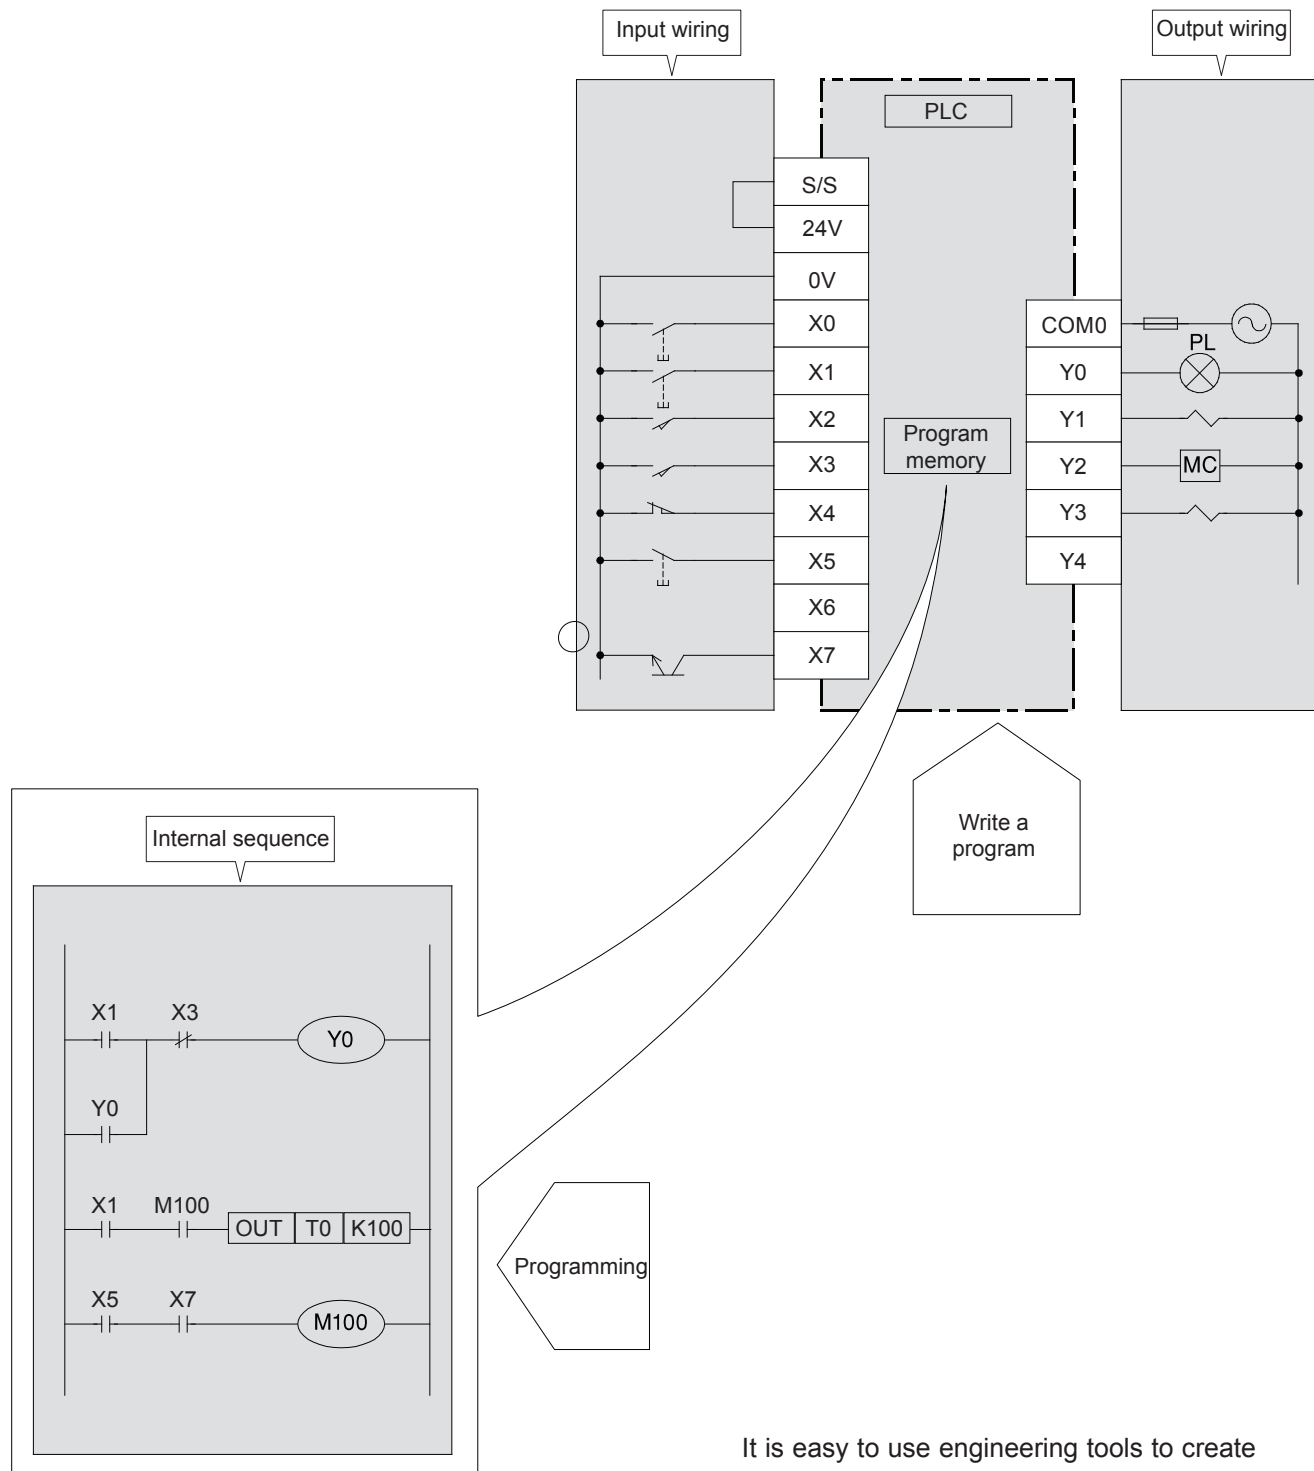 Input wiring
Output wiring
PLC
S/S
24V
0V
X0
X1
X2
X3
X4
X5
X6
X7
Program
memory
COM0
Y0
Y1
Y2
Y3
Y4
PL
MC
Write a
program
Internal sequence
X1 X3
Y0
Y0
X1 M100
OUT T0 K100
X5 X7
M100
Programming
It is easy to use engineering tools to create